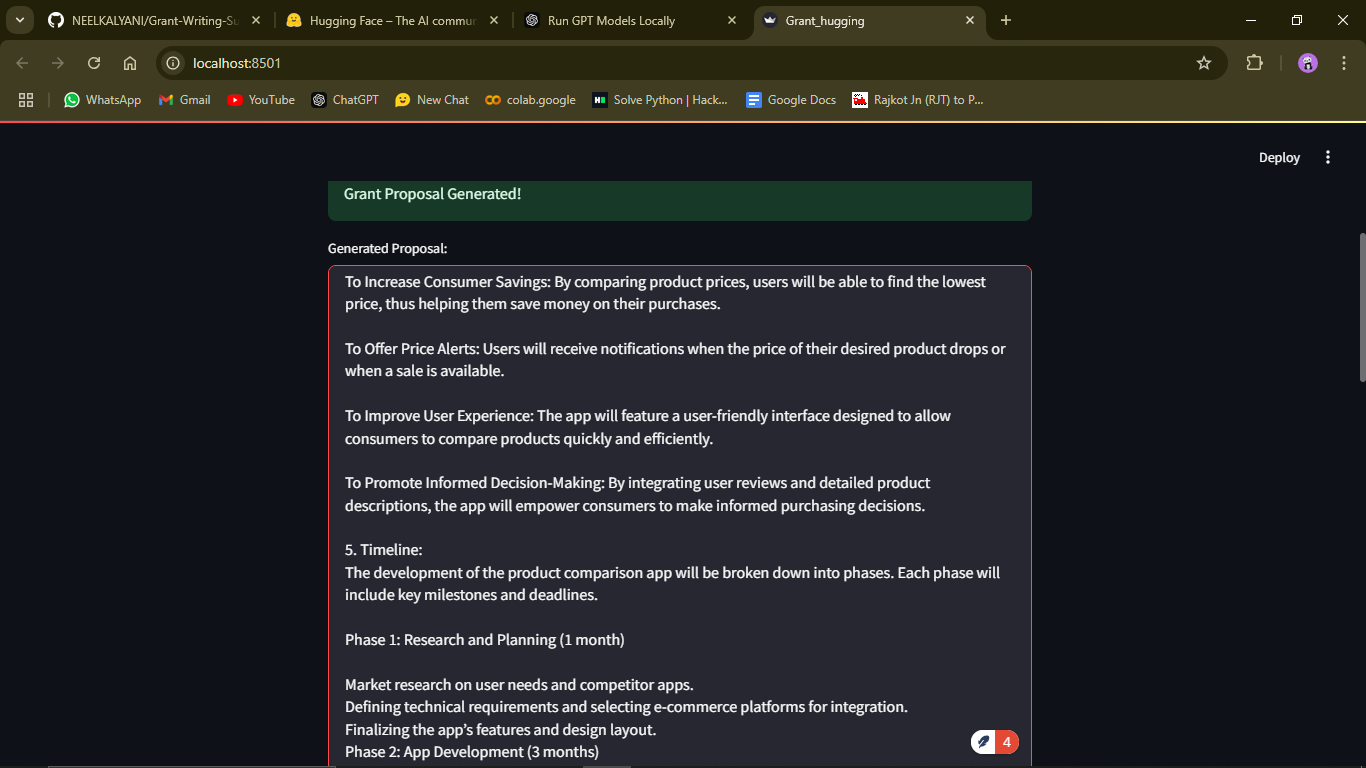 NEELKALYANI/Grant-Writing-Su
Hugging Face – The AI commun
Run GPT Models Locally
Grant_hugging
localhost:8501
WhatsApp
Gmail
YouTube
ChatGPT
New Chat
colab.google
Solve Python | Hack...
Google Docs
Rajkot Jn (RJT) to P...
Deploy
Grant Proposal Generated!
Generated Proposal:
To Increase Consumer Savings: By comparing product prices, users will be able to find the lowest
price, thus helping them save money on their purchases.
To Offer Price Alerts: Users will receive notifications when the price of their desired product drops or
when a sale is available.
To Improve User Experience: The app will feature a user-friendly interface designed to allow
consumers to compare products quickly and efficiently.
To Promote Informed Decision-Making: By integrating user reviews and detailed product
descriptions, the app will empower consumers to make informed purchasing decisions.
5. Timeline:
The development of the product comparison app will be broken down into phases. Each phase will
include key milestones and deadlines.
Phase 1: Research and Planning (1 month)
Market research on user needs and competitor apps.
Defining technical requirements and selecting e-commerce platforms for integration.
Finalizing the app’s features and design layout.
Phase 2: App Development (3 months)
4